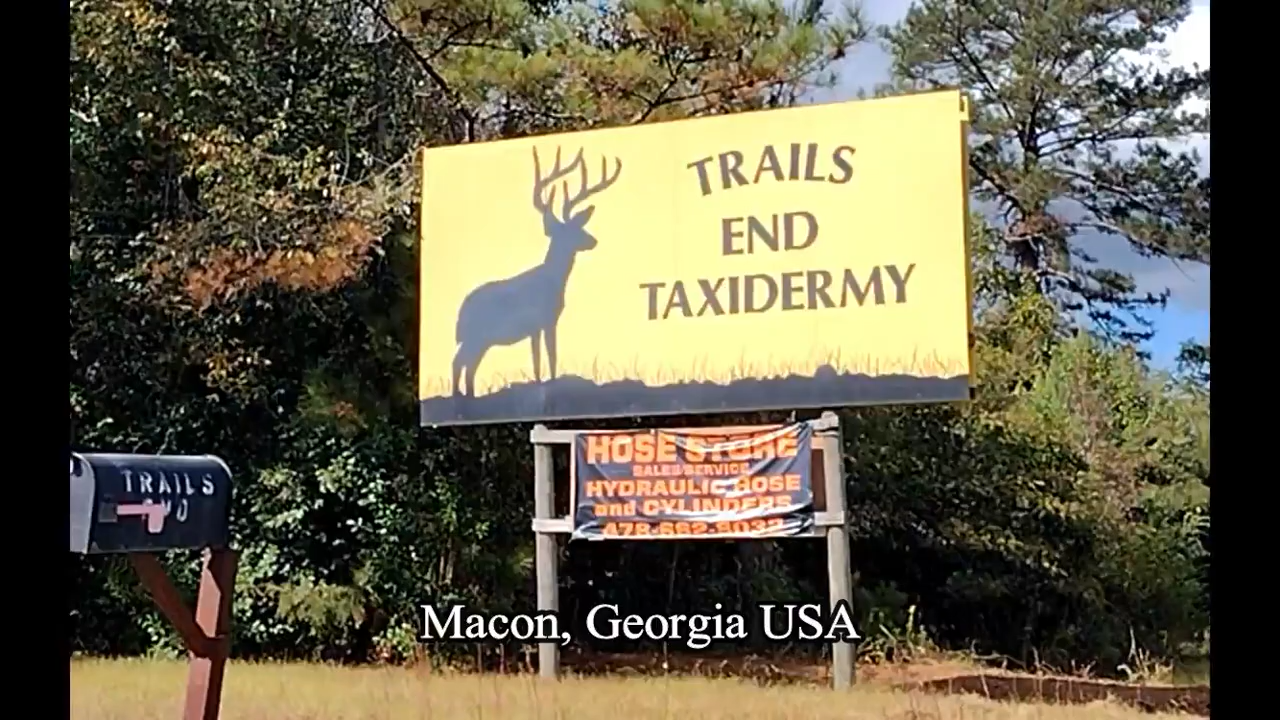 TRAILS
END
TAXIDERMY
HOSE STORE
SALES/SERVICE
HYDRAULIC HOSE
and CYLINDERS
TRAILS
Macon, Georgia USA